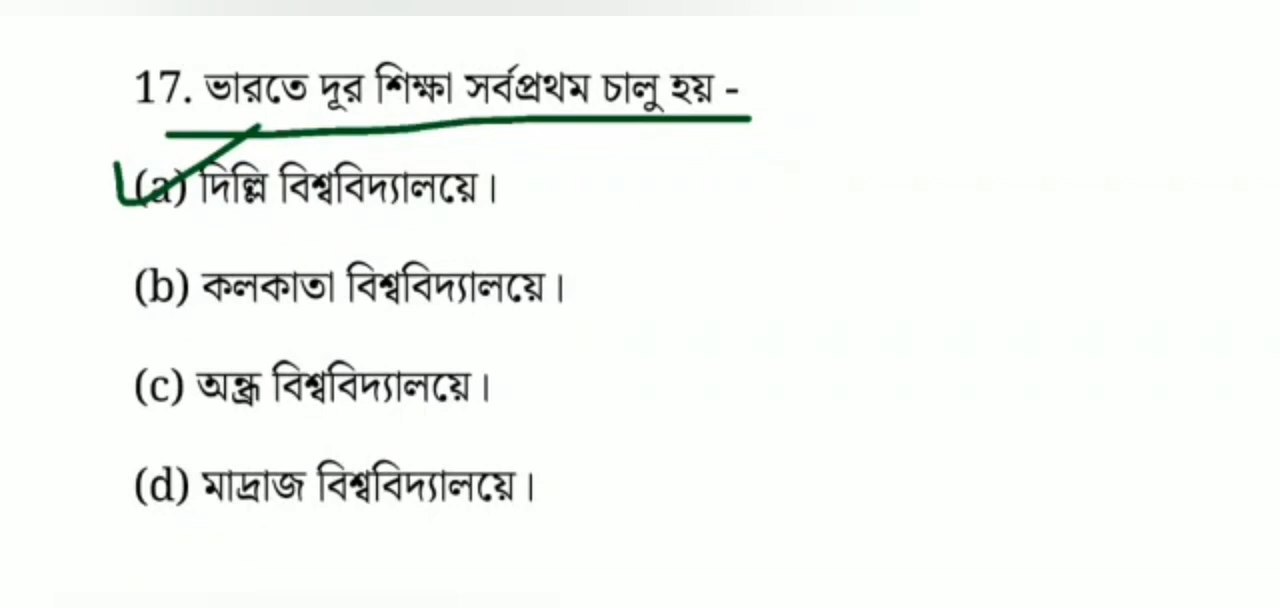 17. ভারতে দূর শিক্ষা সর্বপ্রথম চালু হয় -
(a) দিল্লি বিশ্ববিদ্যালয়ে।
(b) কলকাতা বিশ্ববিদ্যালয়ে।
(c) অন্ধ্র বিশ্ববিদ্যালয়ে।
(d) মাদ্রাজ বিশ্ববিদ্যালয়ে।